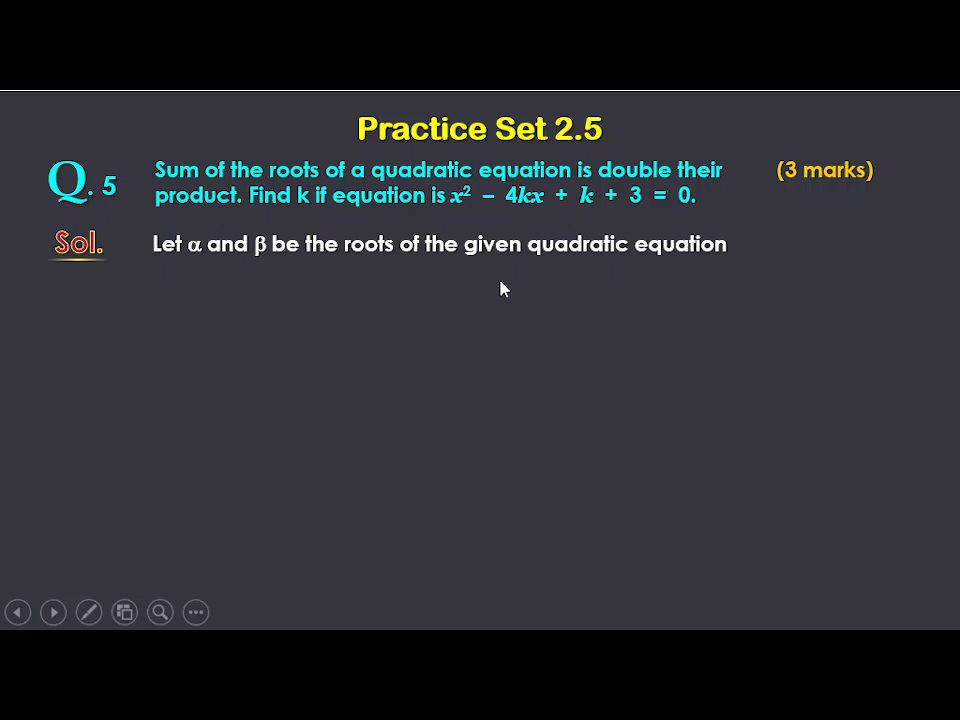 Practice Set 2.5
Q. 5 Sum of the roots of a quadratic equation is double their (3 marks)
product. Find k if equation is x² – 4kx + k + 3 = 0.
Sol. Let α and β be the roots of the given quadratic equation